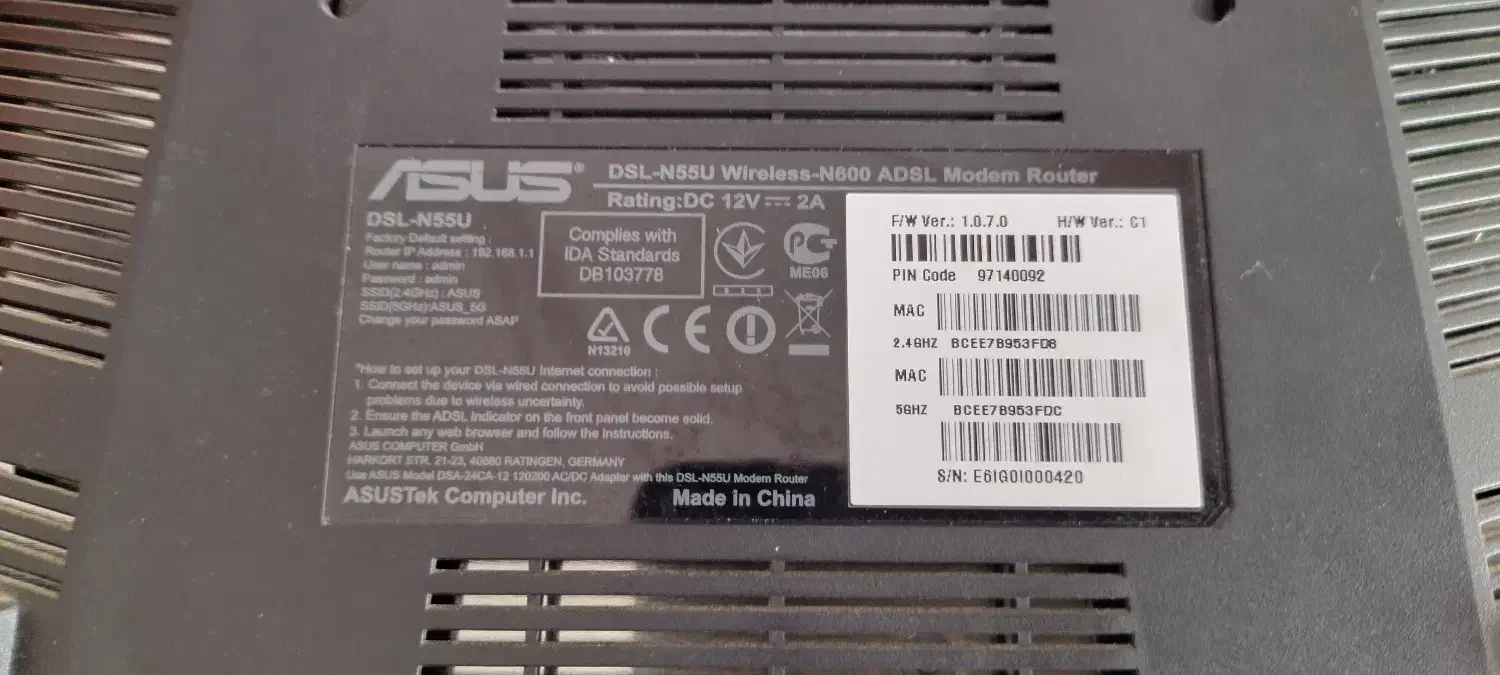 ASUS®
DSL-N55U Wireless-N600 ADSL Modem Router
Rating:DC 12V ⎓ 2A
DSL-N55U
Factory Default setting :
Router IP Address : 192.168.1.1
User name : admin
Password : admin
SSID(2.4GHz) : ASUS
SSID(5GHz):ASUS_5G
Change your password ASAP
Complies with
IDA Standards
DB103778
ME06
N13210
CE
*How to set up your DSL-N55U Internet connection :
1. Connect the device via wired connection to avoid possible setup
problems due to wireless uncertainty.
2. Ensure the ADSL indicator on the front panel become solid.
3. Launch any web browser and follow the instructions.
ASUS COMPUTER GmbH
HARKORT STR. 21-23, 40880 RATINGEN, GERMANY
Use ASUS Model DSA-24CA-12 120200 AC/DC Adapter with this DSL-N55U Modem Router
ASUSTek Computer Inc.
Made in China
F/W Ver.: 1.0.7.0 H/W Ver.: C1
PIN Code 97140092
MAC
2.4GHZ BCEE7B953FD8
MAC
5GHZ BCEE7B953FDC
S/N: E6IG0I000420